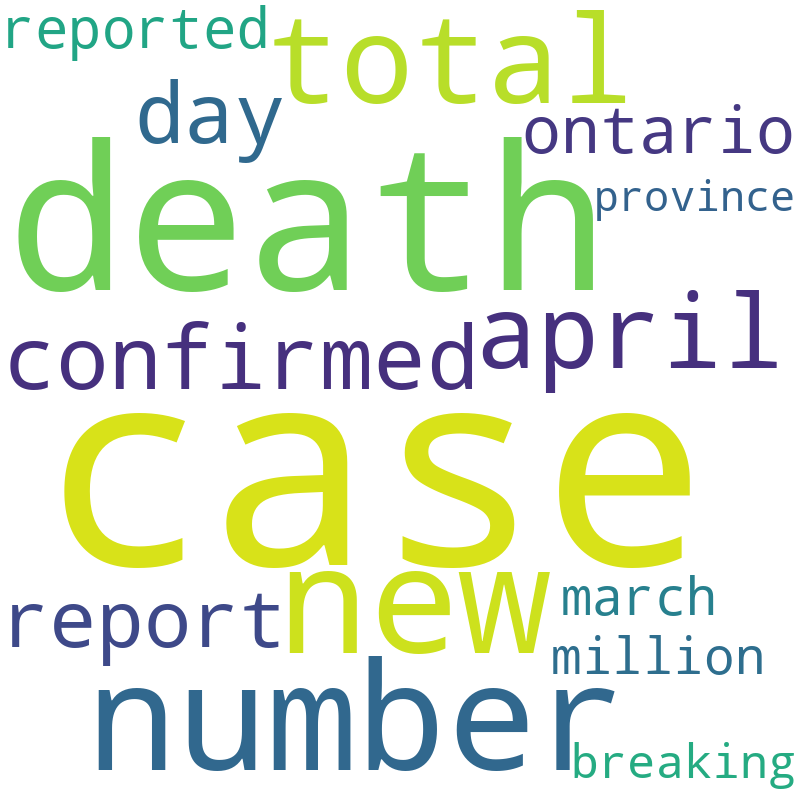 reported
total
day
ontario
death
province
confirmed
april
case
new
report
march
million
number
breaking